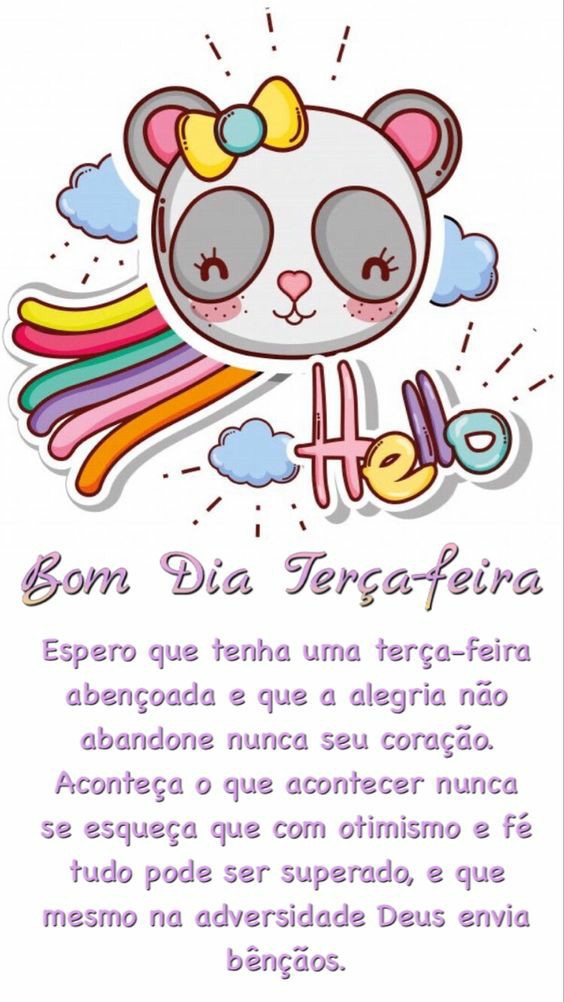 Hello
Bom Dia Terça-feira
Espero que tenha uma terça-feira
abençoada e que a alegria não
abandone nunca seu coração.
Aconteça o que acontecer nunca
se esqueça que com otimismo e fé
tudo pode ser superado, e que
mesmo na adversidade Deus envia
bênçãos.